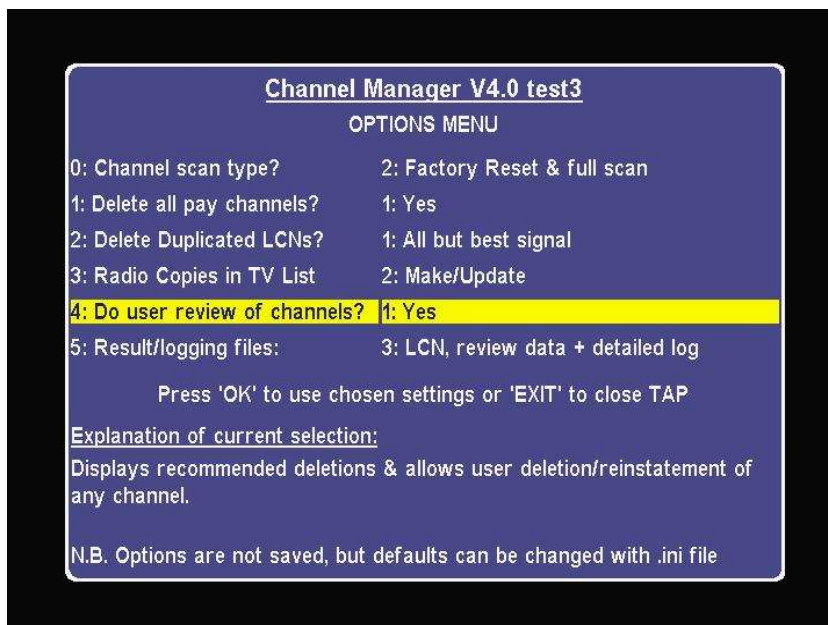 Channel Manager V4.0 test3
OPTIONS MENU
0: Channel scan type? 2: Factory Reset & full scan
1: Delete all pay channels? 1: Yes
2: Delete Duplicated LCNs? 1: All but best signal
3: Radio Copies in TV List 2: Make/Update
4: Do user review of channels? 1: Yes
5: Result/logging files: 3: LCN, review data + detailed log
Press 'OK' to use chosen settings or 'EXIT' to close TAP
Explanation of current selection:
Displays recommended deletions & allows user deletion/reinstatement of
any channel.
N.B. Options are not saved, but defaults can be changed with .ini file